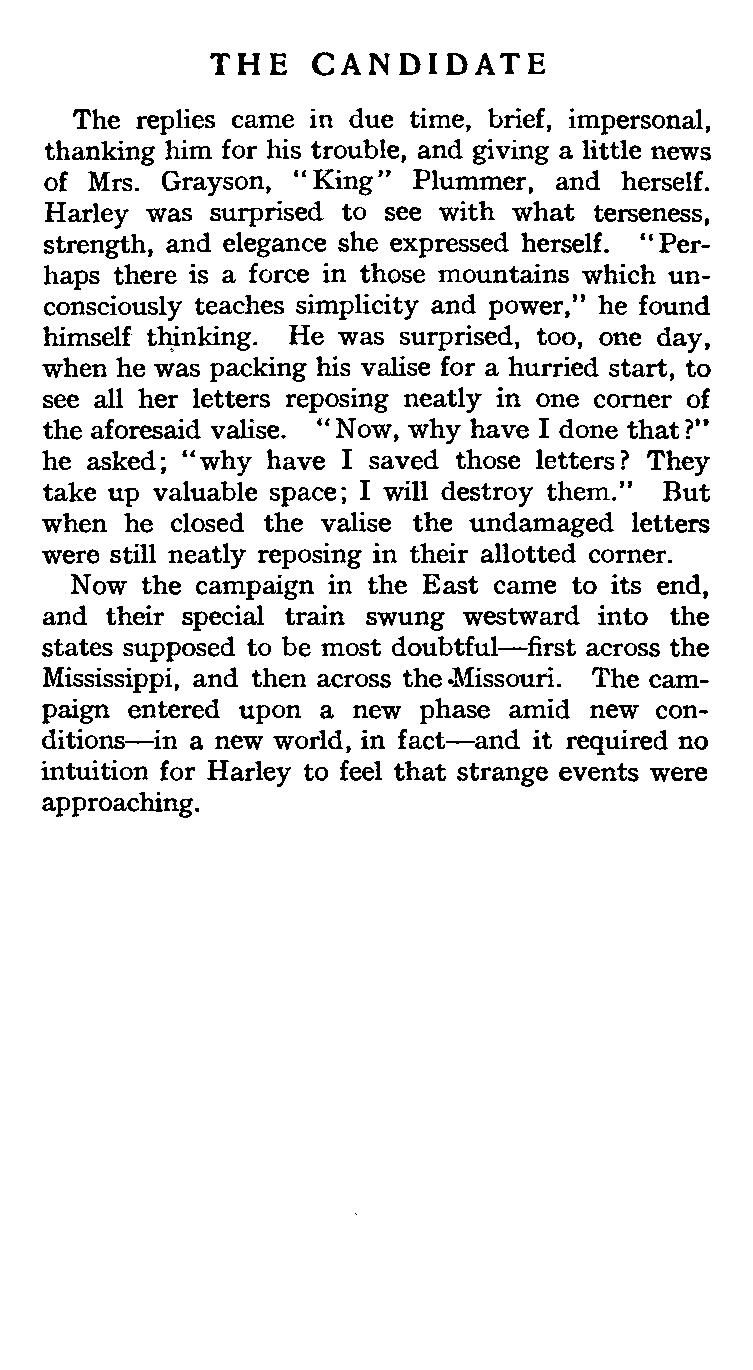 THE CANDIDATE
The replies came in due time, brief, impersonal,
thanking him for his trouble, and giving a little news
of Mrs. Grayson, "King" Plummer, and herself.
Harley was surprised to see with what terseness,
strength, and elegance she expressed herself. "Per-
haps there is a force in those mountains which un-
consciously teaches simplicity and power," he found
himself thinking. He was surprised, too, one day,
when he was packing his valise for a hurried start, to
see all her letters reposing neatly in one corner of
the aforesaid valise. "Now, why have I done that?"
he asked; "why have I saved those letters? They
take up valuable space; I will destroy them." But
when he closed the valise the undamaged letters
were still neatly reposing in their allotted corner.
Now the campaign in the East came to its end,
and their special train swung westward into the
states supposed to be most doubtful—first across the
Mississippi, and then across the Missouri. The cam-
paign entered upon a new phase amid new con-
ditions—in a new world, in fact—and it required no
intuition for Harley to feel that strange events were
approaching.